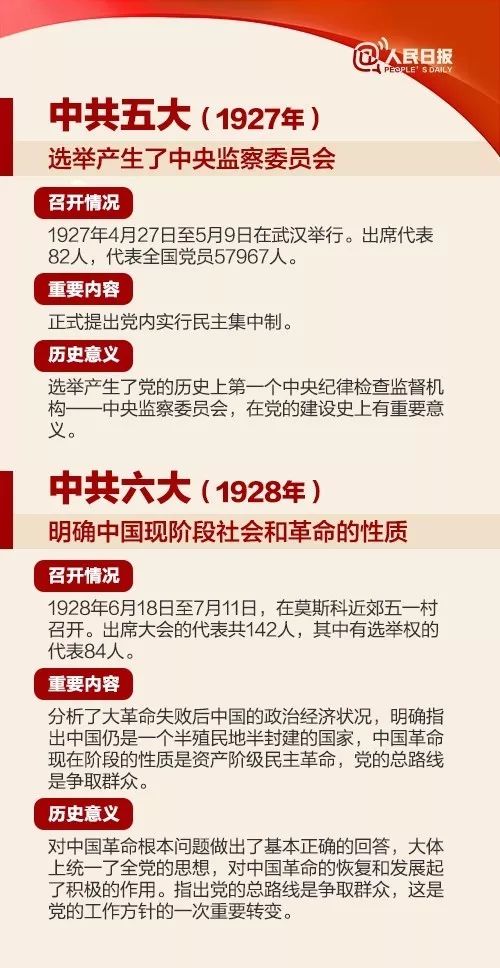 @人民日报
PEOPLE'S DAILY
中共五大（1927年）
选举产生了中央监察委员会
召开情况
1927年4月27日至5月9日在武汉举行。出席代表
82人，代表全国党员57967人。
重要内容
正式提出党内实行民主集中制。
历史意义
选举产生了党的历史上第一个中央纪律检查监督机
构——中央监察委员会，在党的建设史上有重要意
义。
中共六大（1928年）
明确中国现阶段社会和革命的性质
召开情况
1928年6月18日至7月11日，在莫斯科近郊五一村
召开。出席大会的代表共142人，其中有选举权的
代表84人。
重要内容
分析了大革命失败后中国的政治经济状况，明确指
出中国仍是一个半殖民地半封建的国家，中国革命
现在阶段的性质是资产阶级民主革命，党的总路线
是争取群众。
历史意义
对中国革命根本问题做出了基本正确的回答，大体
上统一了全党的思想，对中国革命的恢复和发展起
了积极的作用。指出党的总路线是争取群众，这是
党的工作方针的一次重要转变。